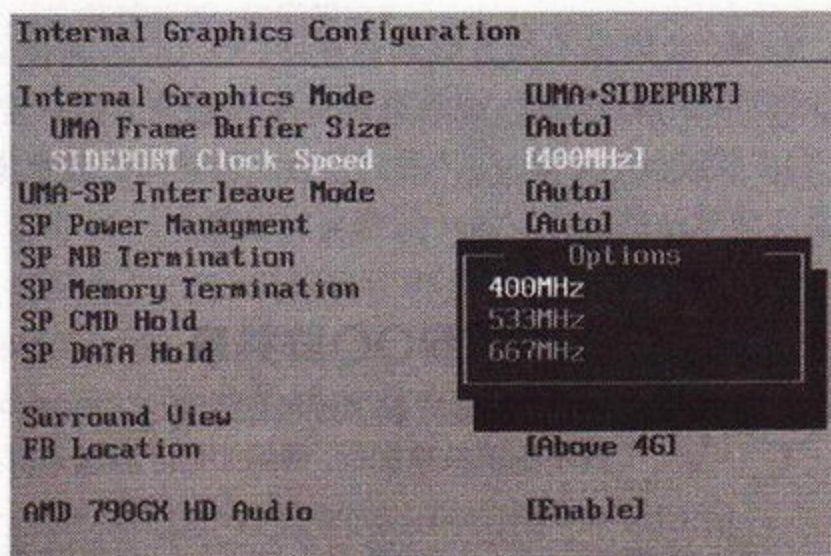 Internal Graphics Configuration
Internal Graphics Mode [UMA+SIDEPORT]
UMA Frame Buffer Size [Auto]
SIDEPORT Clock Speed [400MHz]
UMA-SP Interleave Mode [Auto]
SP Power Managment [Auto]
SP NB Termination
SP Memory Termination
SP CMD Hold
SP DATA Hold
Options
400MHz
533MHz
667MHz
Surround View
FB Location [Above 4G]
AMD 790GX HD Audio [Enable]